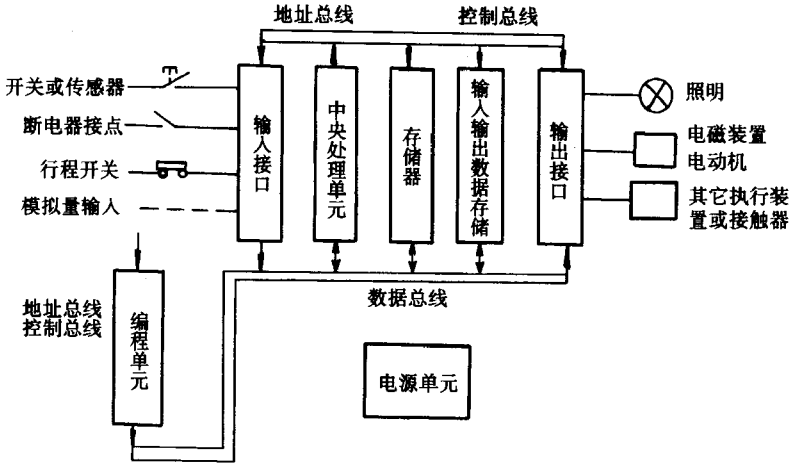 地址总线
控制总线
开关或传感器
断电器接点
行程开关
模拟量输入
输入接口
中央处理单元
存储器
输入输出数据存储
输出接口
照明
电磁装置
电动机
其它执行装
置或接触器
地址总线
控制总线
编程单元
数据总线
电源单元